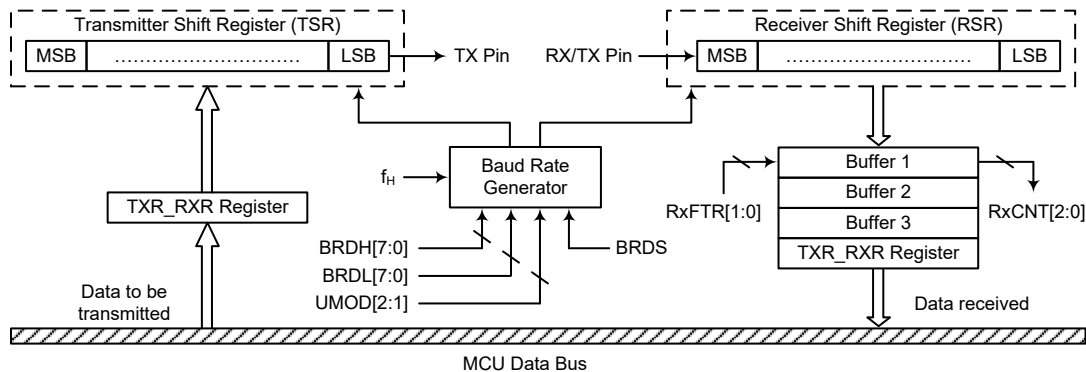 Transmitter Shift Register (TSR)
MSB .............................. LSB
TX Pin
RX/TX Pin
Receiver Shift Register (RSR)
MSB .............................. LSB
fH
Baud Rate
Generator
Buffer 1
Buffer 2
Buffer 3
TXR_RXR Register
RxFTR[1:0]
RxCNT[2:0]
TXR_RXR Register
BRDH[7:0]
BRDL[7:0]
UMOD[2:1]
BRDS
Data to be
transmitted
Data received
MCU Data Bus